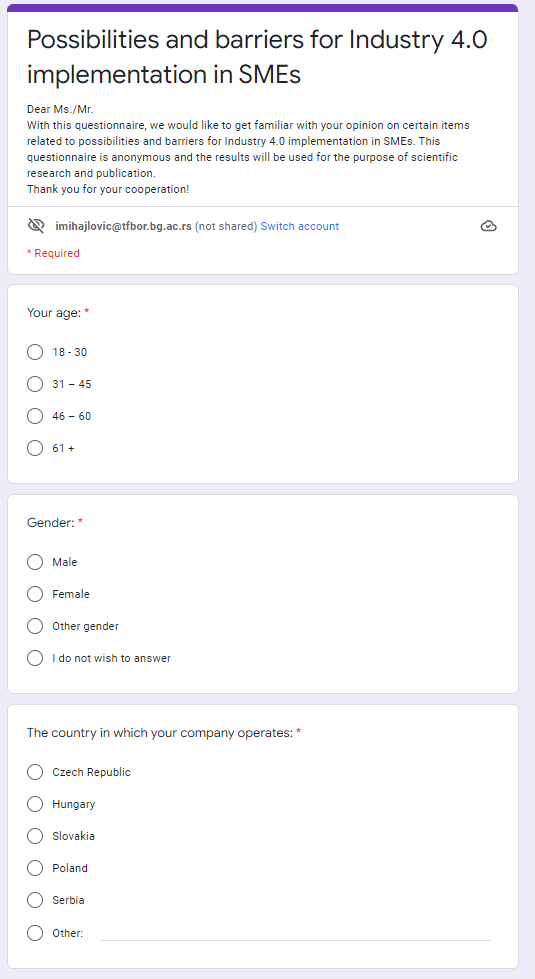 Possibilities and barriers for Industry 4.0
implementation in SMEs
Dear Ms./Mr.
With this questionnaire, we would like to get familiar with your opinion on certain items
related to possibilities and barriers for Industry 4.0 implementation in SMEs. This
questionnaire is anonymous and the results will be used for the purpose of scientific
research and publication.
Thank you for your cooperation!
imihajlovic@tfbor.bg.ac.rs (not shared) Switch account
* Required
Your age: *
18 - 30
31 – 45
46 – 60
61 +
Gender: *
Male
Female
Other gender
I do not wish to answer
The country in which your company operates: *
Czech Republic
Hungary
Slovakia
Poland
Serbia
Other: